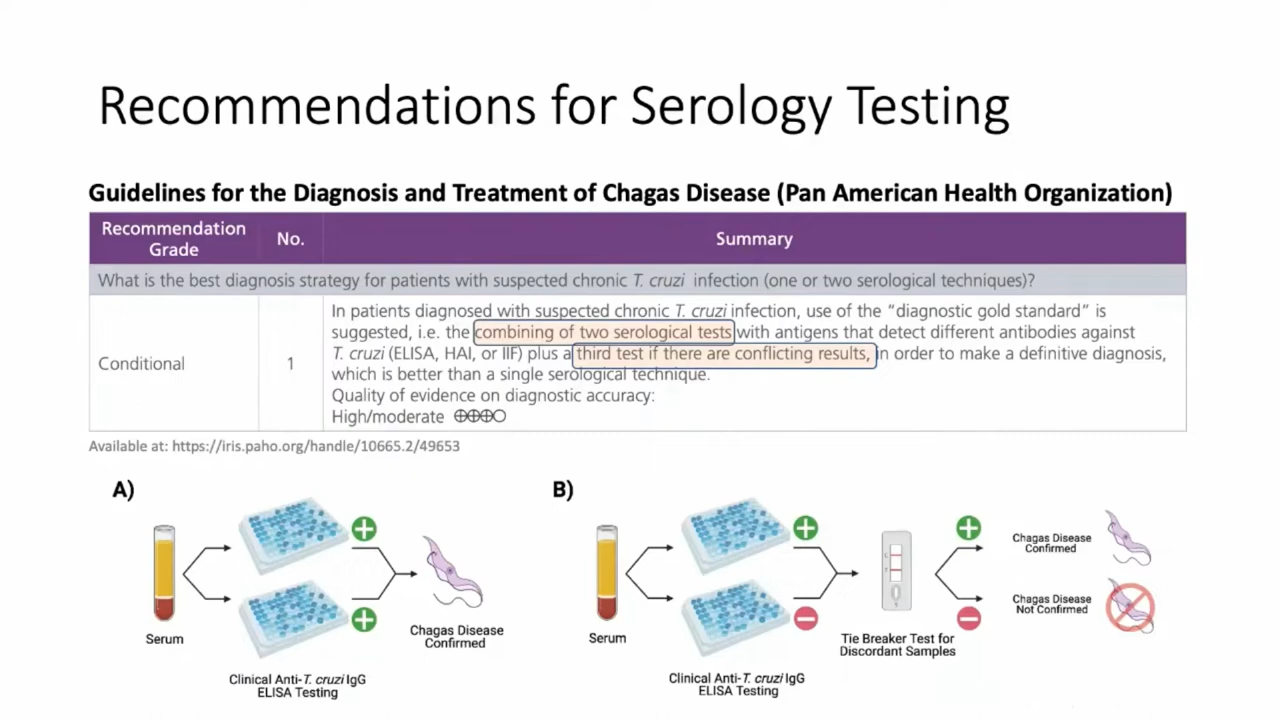 Recommendations for Serology Testing
Guidelines for the Diagnosis and Treatment of Chagas Disease (Pan American Health Organization)
Recommendation
Grade
No.
Summary
What is the best diagnosis strategy for patients with suspected chronic T. cruzi infection (one or two serological techniques)?
Conditional
1
In patients diagnosed with suspected chronic T. cruzi infection, use of the “diagnostic gold standard” is
suggested, i.e. the combining of two serological tests with antigens that detect different antibodies against
T. cruzi (ELISA, HAI, or IIF) plus a third test if there are conflicting results, in order to make a definitive diagnosis,
which is better than a single serological technique.
Quality of evidence on diagnostic accuracy:
High/moderate ⊕⊕⊕○
Available at: https://iris.paho.org/handle/10665.2/49653
A)
Serum
Clinical Anti-T. cruzi IgG
ELISA Testing
Chagas Disease
Confirmed
B)
Serum
Clinical Anti-T. cruzi IgG
ELISA Testing
C
T
Tie Breaker Test for
Discordant Samples
Chagas Disease
Confirmed
Chagas Disease
Not Confirmed